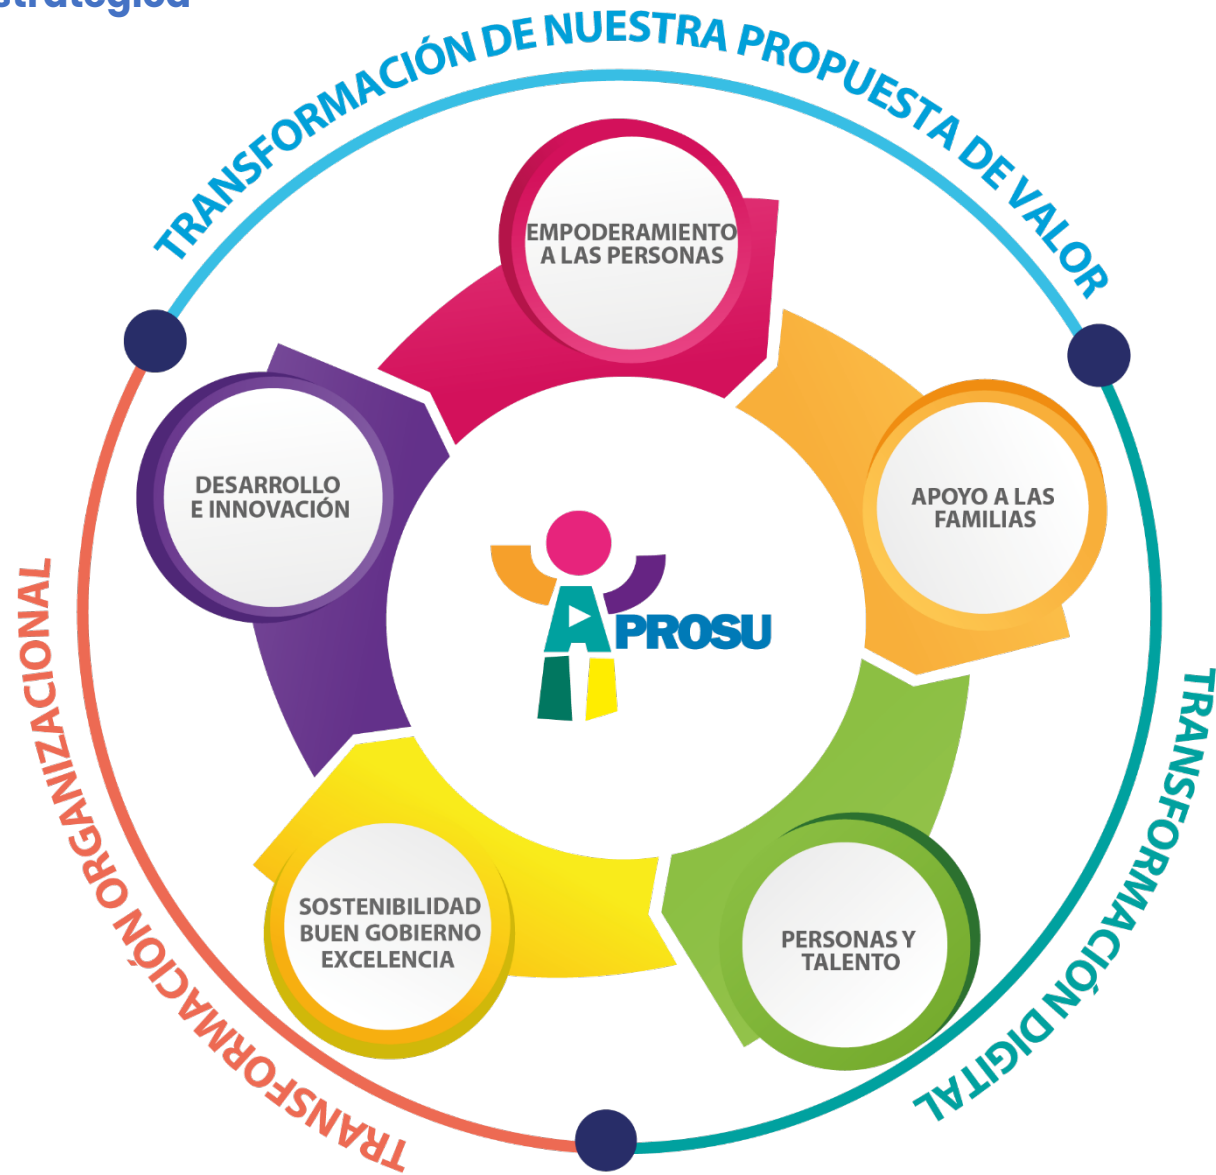 TRANSFORMACIÓN DE NUESTRA PROPUESTA DE VALOR
EMPODERAMIENTO
A LAS PERSONAS
DESARROLLO
E INNOVACIÓN
APOYO A LAS
FAMILIAS
APROSU
SOSTENIBILIDAD
BUEN GOBIERNO
EXCELENCIA
PERSONAS Y
TALENTO
TRANSFORMACIÓN ORGANIZACIONAL
TRANSFORMACIÓN DIGITAL